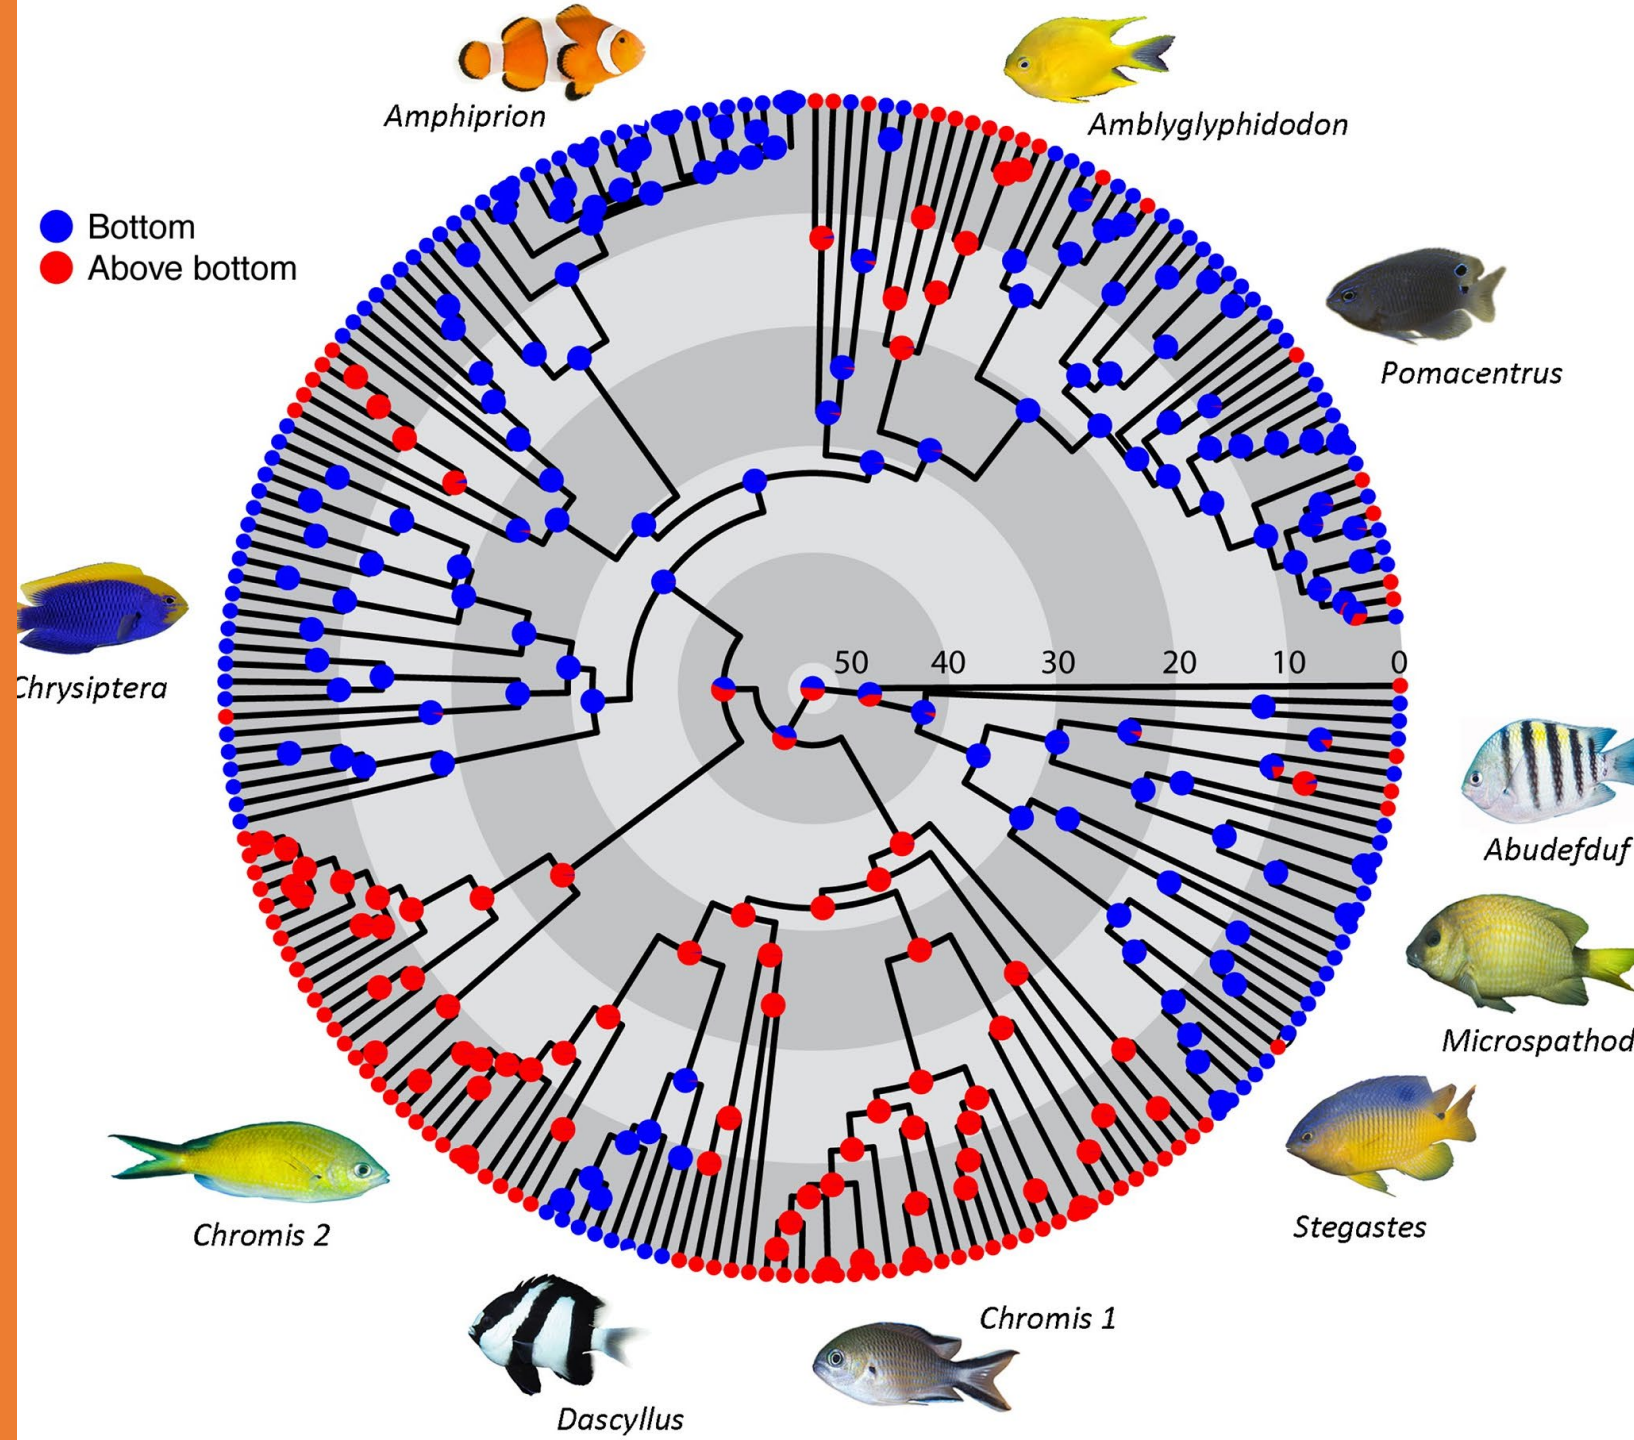 Amphiprion
Amblyglyphidodon
Bottom
Above bottom
Pomacentrus
Chrysiptera
50 40 30 20 10 0
Abudefduf
Microspathod
Stegastes
Chromis 2
Chromis 1
Dascyllus